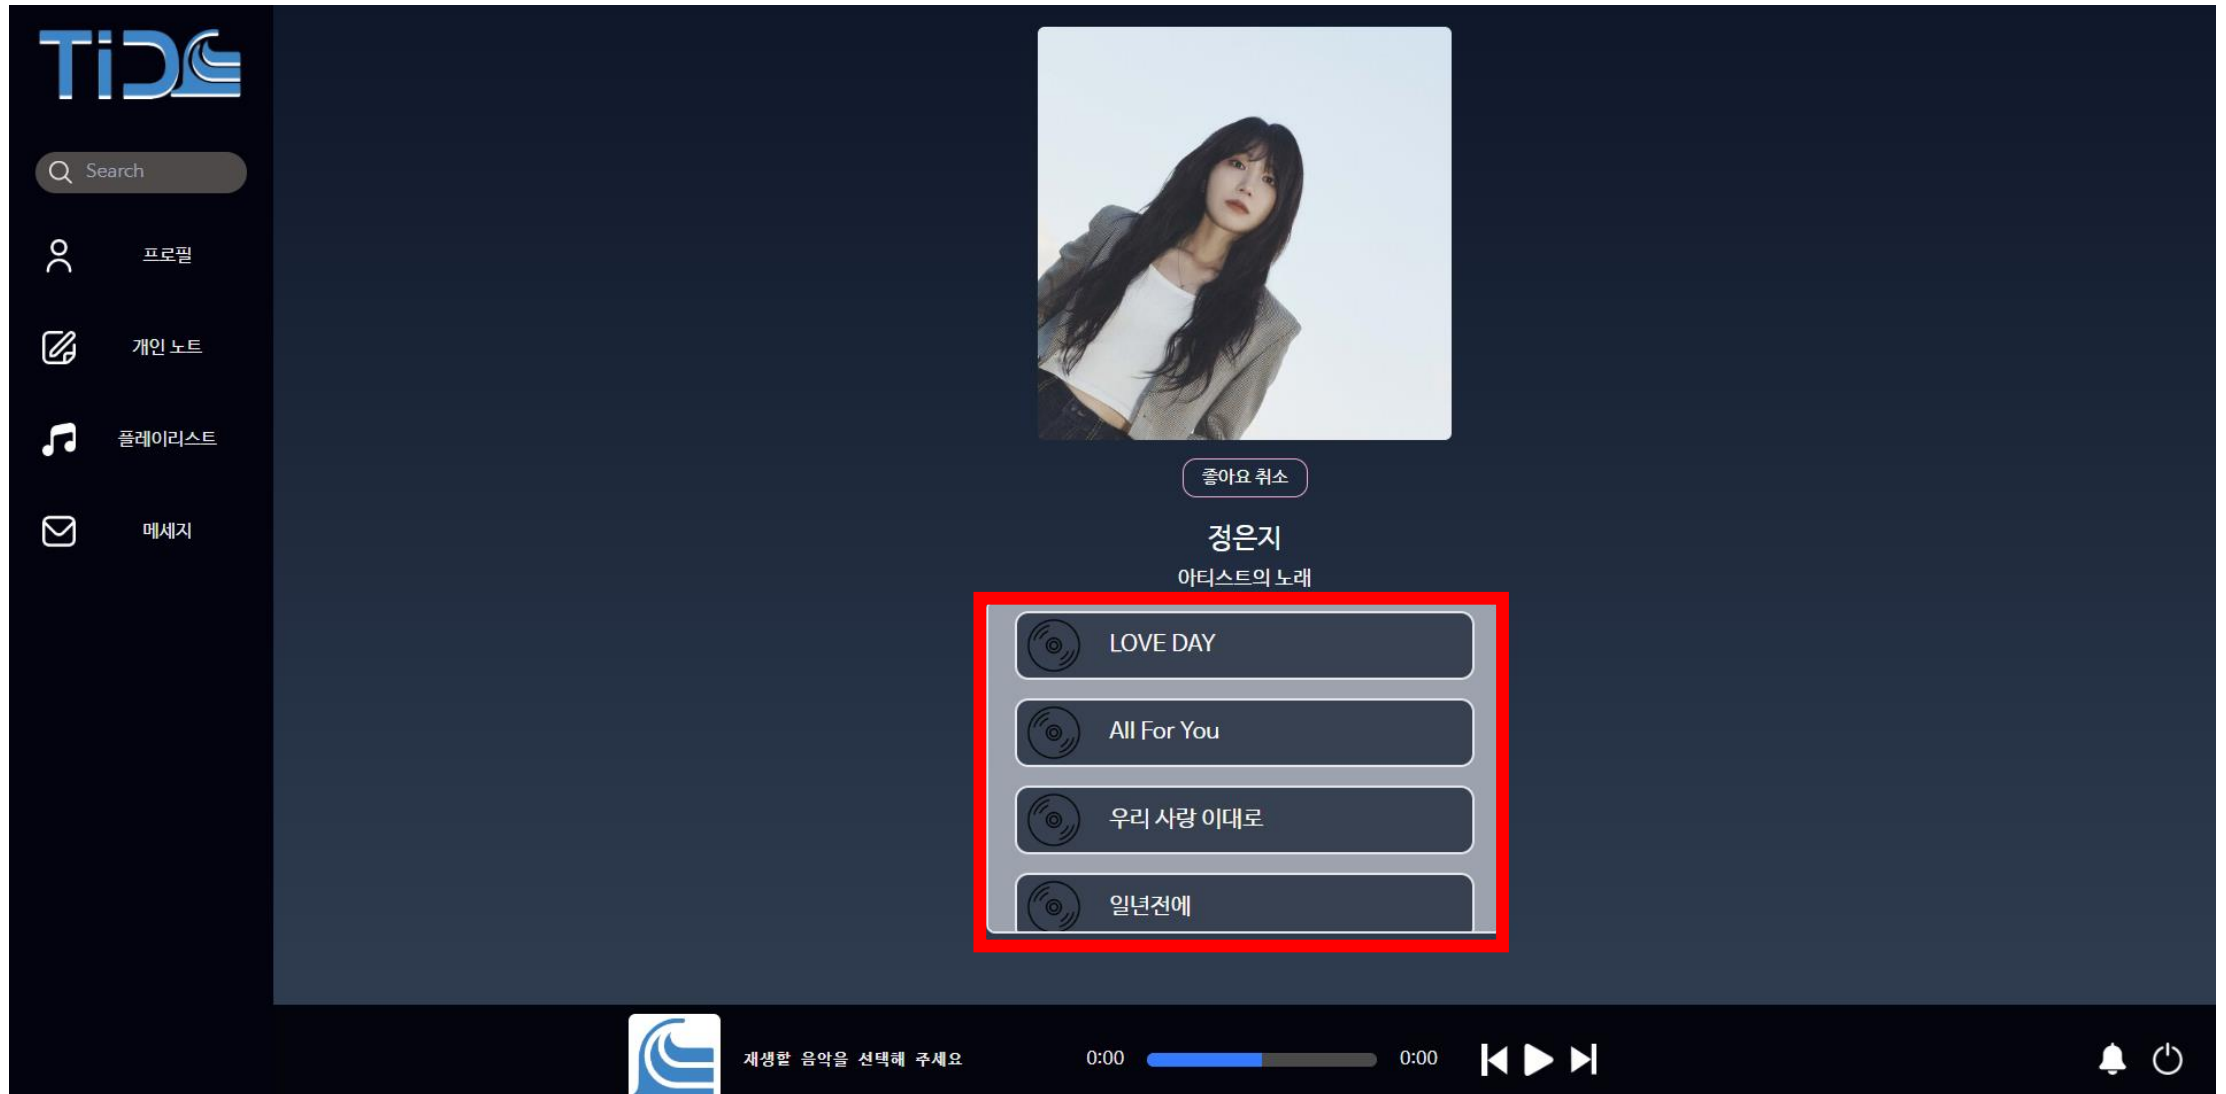 TiDE
Search
프로필
개인 노트
플레이리스트
메세지
좋아요 취소
정은지
아티스트의 노래
LOVE DAY
All For You
우리 사랑 이대로
일년전에
재생할 음악을 선택해 주세요
0:00
0:00